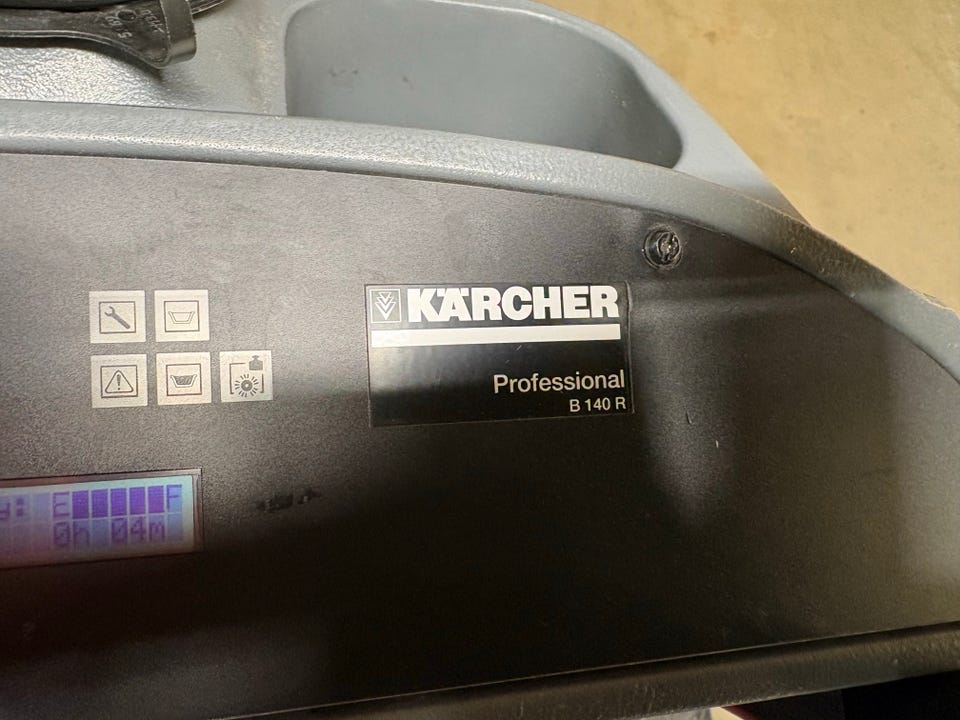 KÄRCHER
Professional
B 140 R
y: E F
0h 04m